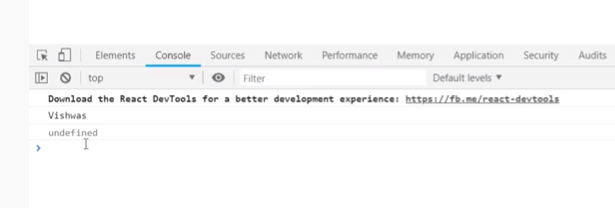 Elements Console Sources Network Performance Memory Application Security Audits
top Filter Default levels
Download the React DevTools for a better development experience: https://fb.me/react-devtools
Vishwas
undefined